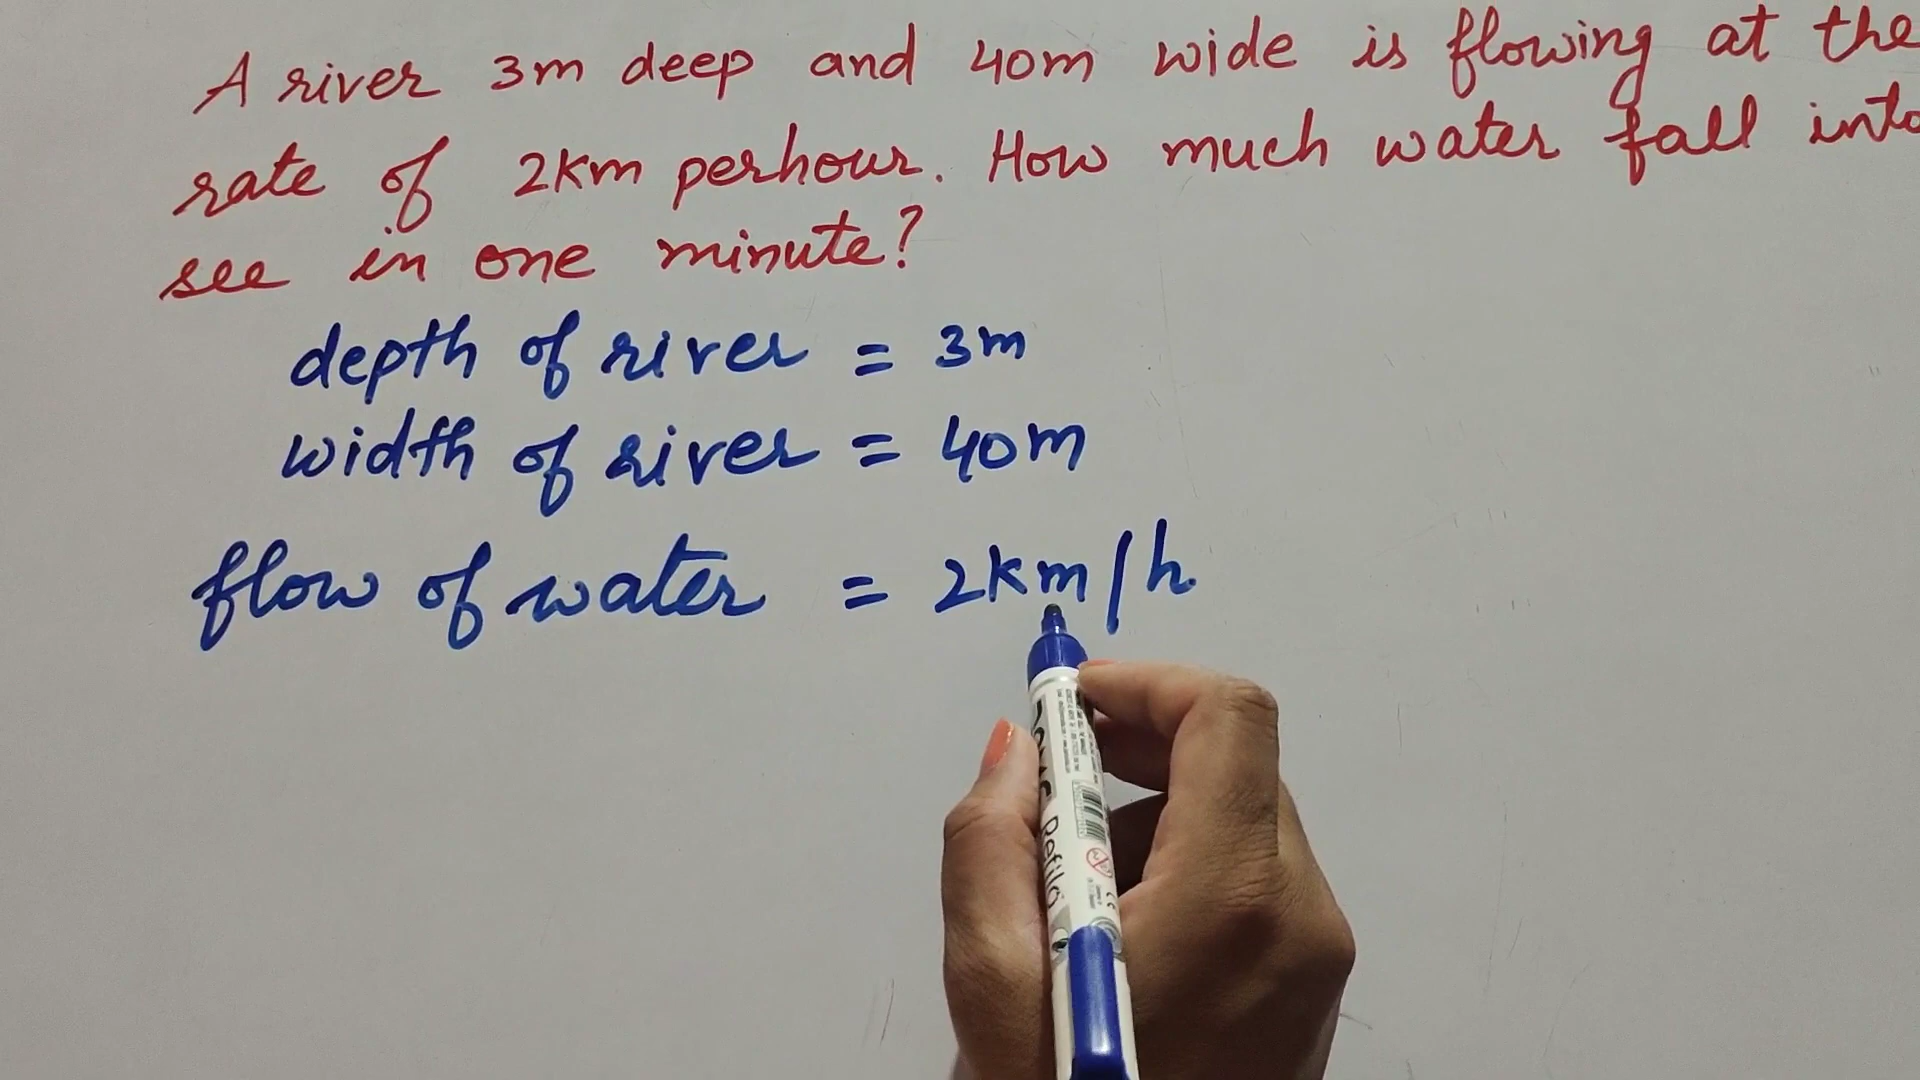 A river 3m deep and 40m wide is flowing at the
rate of 2km perhour. How much water fall into
see in one minute?
depth of river = 3m
width of river = 40m
flow of water = 2km/h
Refilo